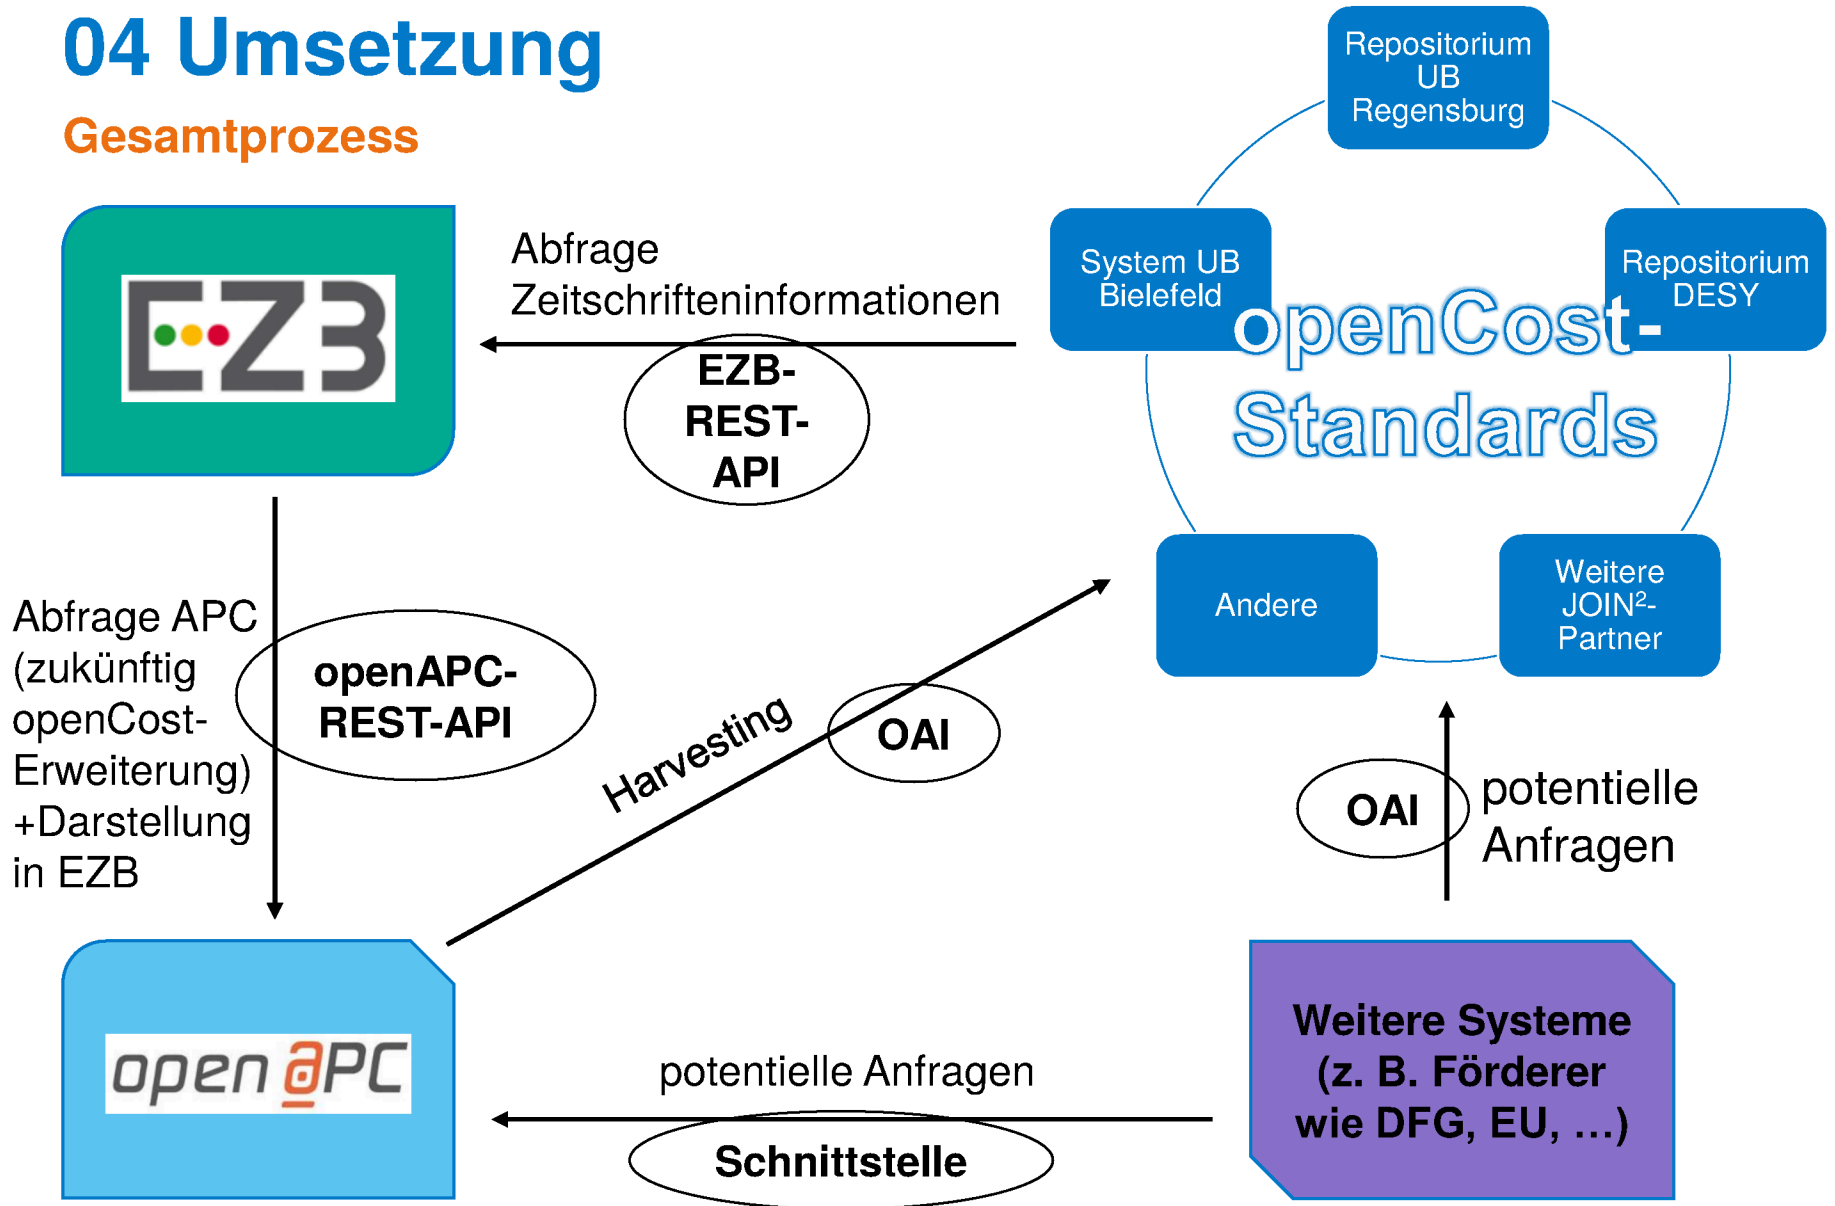 04 Umsetzung
Gesamtprozess
Repositorium
UB
Regensburg
System UB
Bielefeld
Repositorium
DESY
openCost-
Standards
Andere
Weitere
JOIN²-
Partner
EZB
Abfrage
Zeitschrifteninformationen
EZB-
REST-
API
Abfrage APC
(zukünftig
openCost-
Erweiterung)
+Darstellung
in EZB
openAPC-
REST-API
Harvesting
OAI
OAI
potentielle
Anfragen
open aPC
potentielle Anfragen
Schnittstelle
Weitere Systeme
(z. B. Förderer
wie DFG, EU, …)